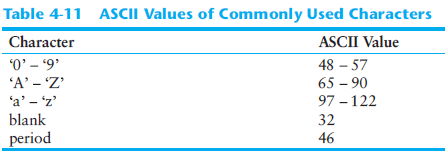 Table 4-11 ASCII Values of Commonly Used Characters
Character ASCII Value
‘0’ – ‘9’ 48 – 57
‘A’ – ‘Z’ 65 – 90
‘a’ – ‘z’ 97 – 122
blank 32
period 46